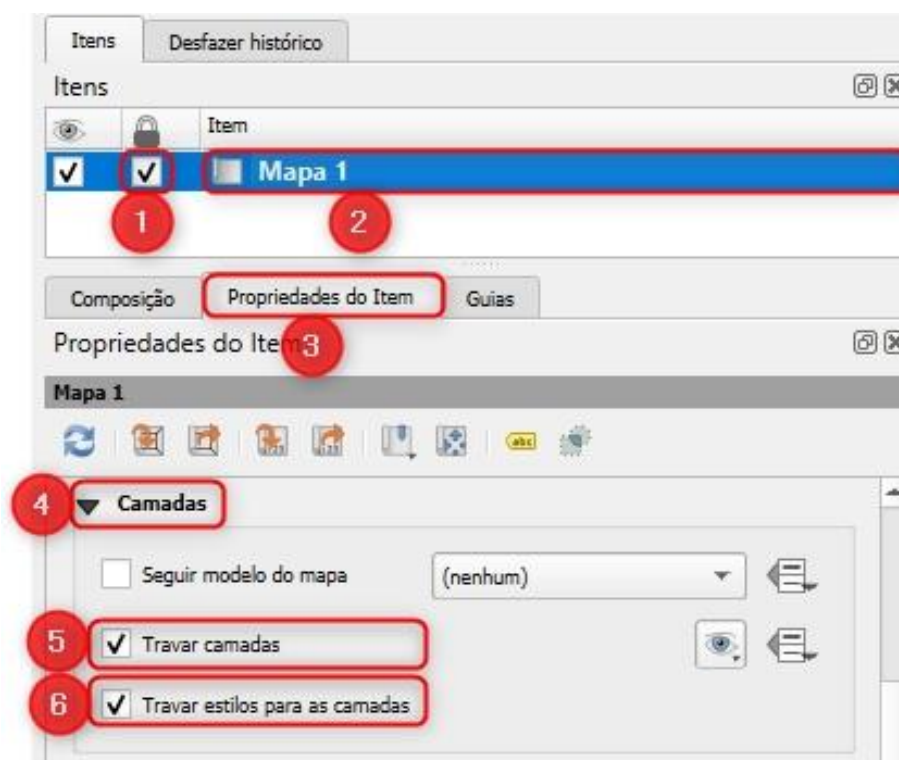 Itens Desfazer histórico
Itens
Item
Mapa 1
1 2
Composição Propriedades do Item Guias
Propriedades do Item
3
Mapa 1
abc
4 Camadas
Seguir modelo do mapa (nenhum)
5 Travar camadas
6 Travar estilos para as camadas